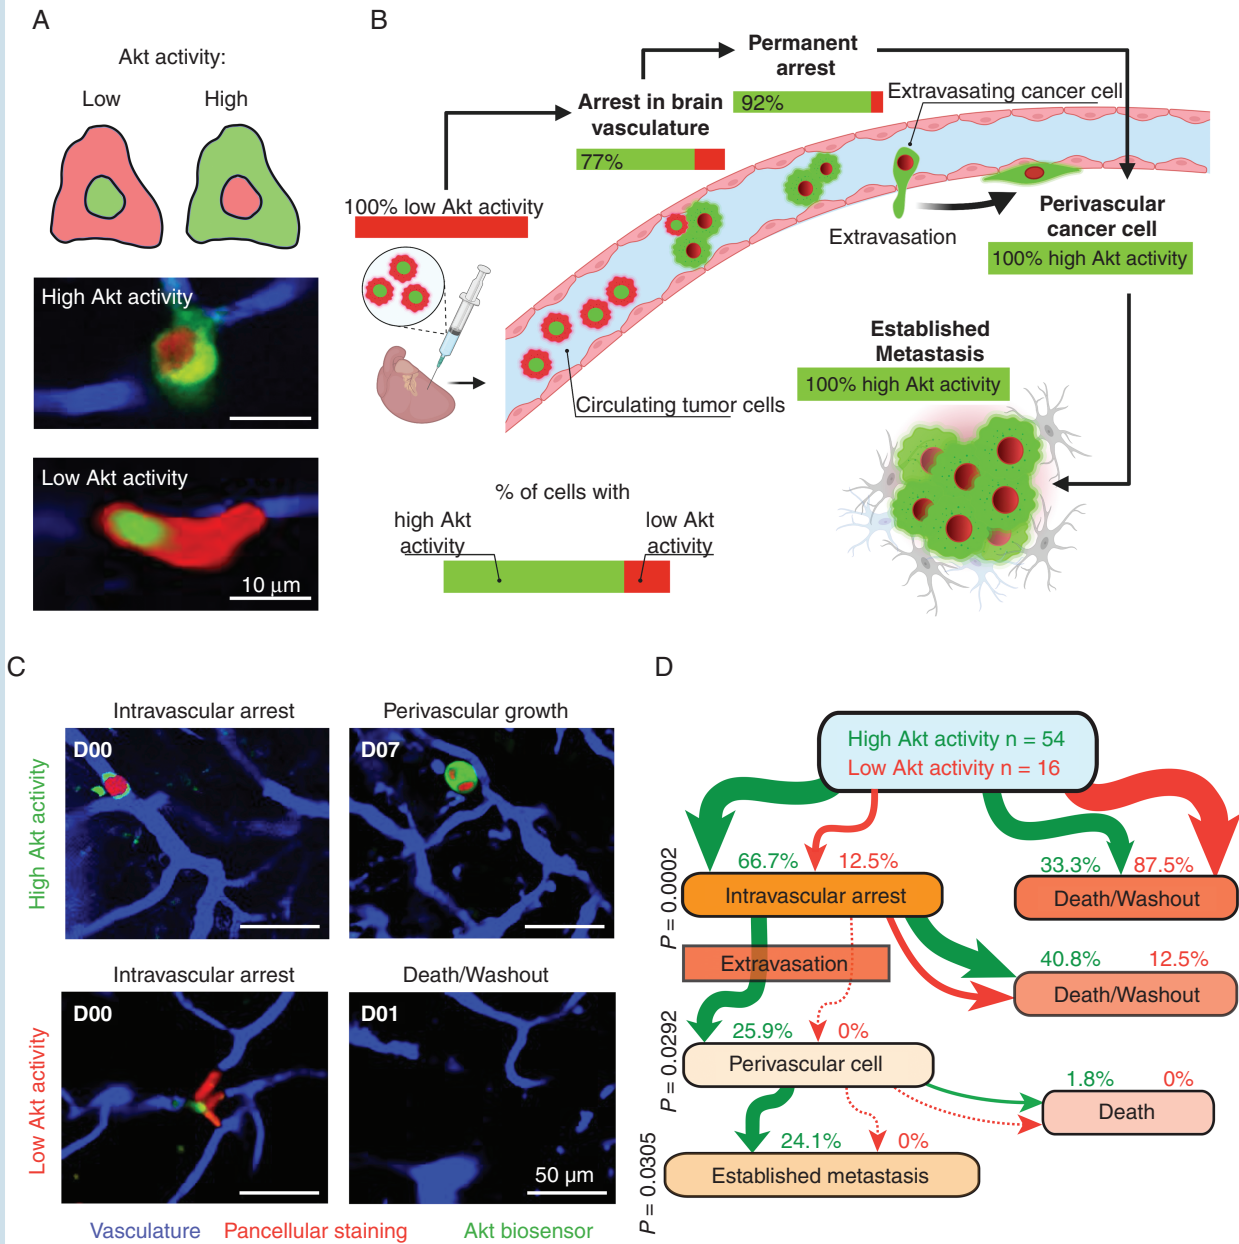 A
Akt activity:
Low
High
High Akt activity
Low Akt activity
10 µm
B
Permanent
arrest
92%
Arrest in brain
vasculature
77%
100% low Akt activity
Extravasating cancer cell
Extravasation
Perivascular
cancer cell
100% high Akt activity
Established
Metastasis
100% high Akt activity
Circulating tumor cells
% of cells with
high Akt
activity
low Akt
activity
C
Intravascular arrest
Perivascular growth
High Akt activity
D00
D07
Intravascular arrest
Death/Washout
Low Akt activity
D00
D01
50 µm
Vasculature
Pancellular staining
Akt biosensor
D
High Akt activity n = 54
Low Akt activity n = 16
P = 0.0002
66.7%
12.5%
33.3%
87.5%
Intravascular arrest
Death/Washout
Extravasation
40.8%
12.5%
Death/Washout
P = 0.0292
25.9%
0%
Perivascular cell
1.8%
0%
Death
P = 0.0305
24.1%
0%
Established metastasis